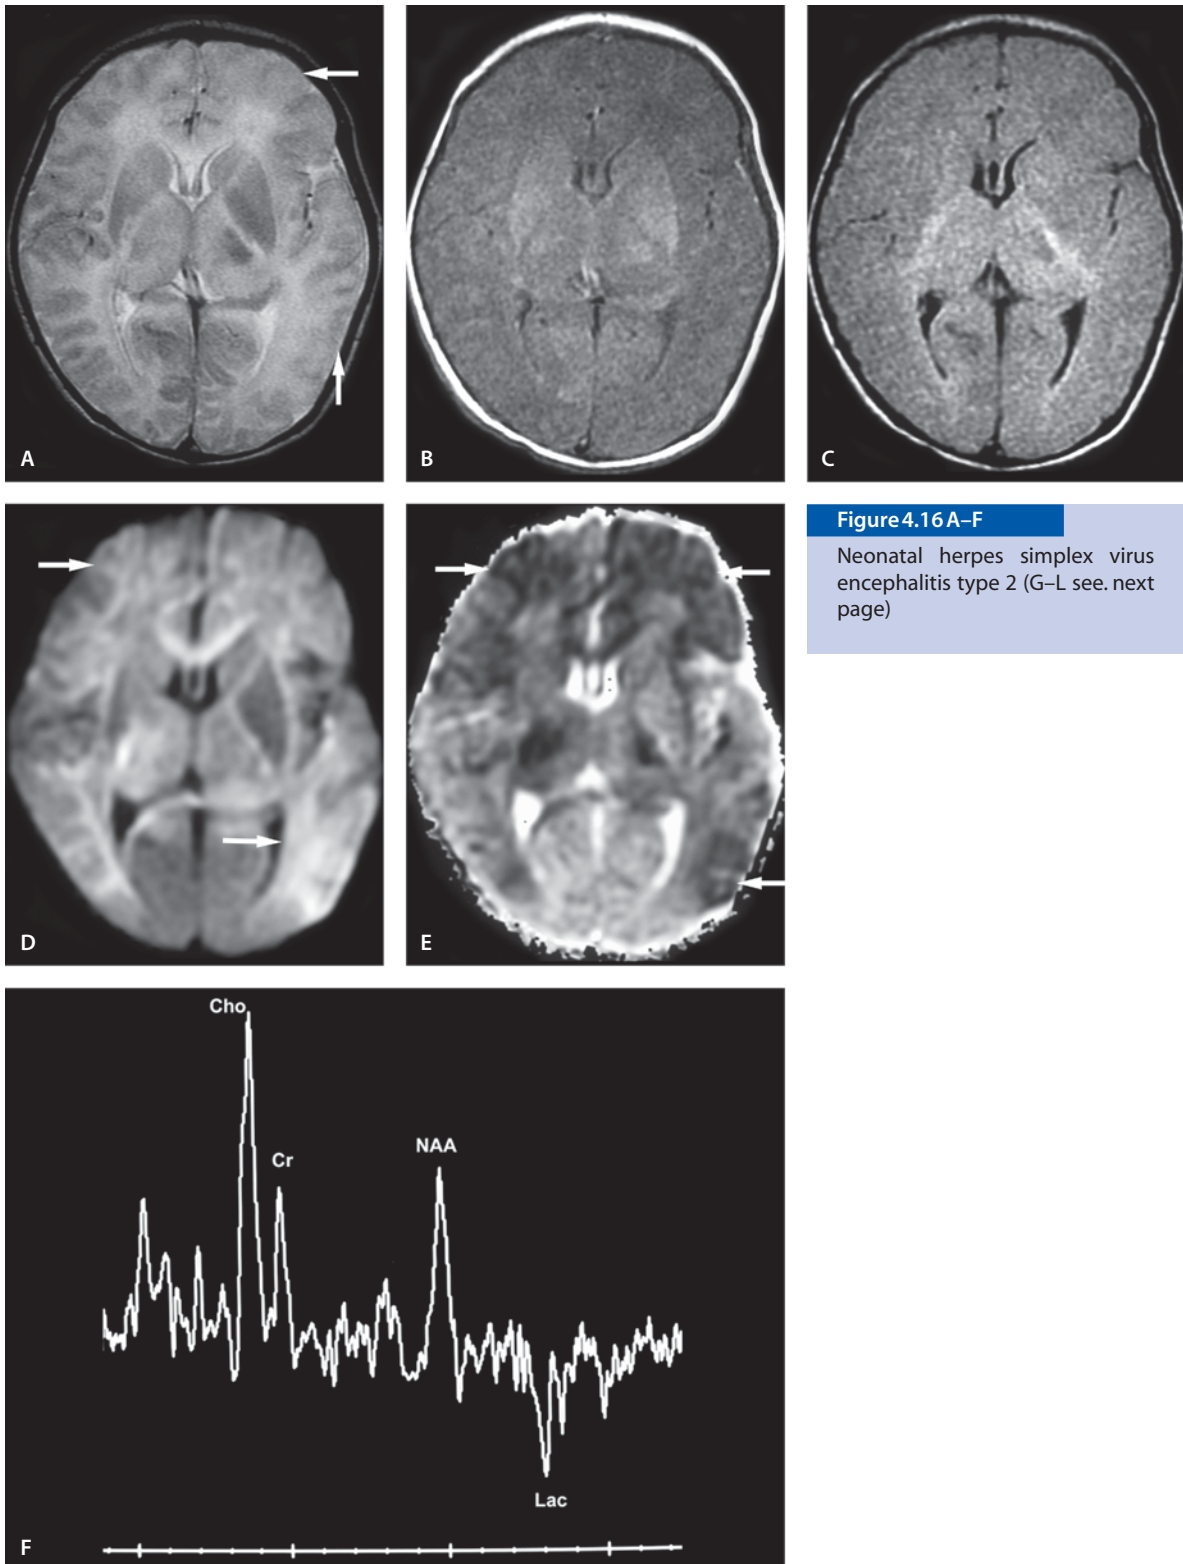 A
B
C
Figure 4.16 A–F
Neonatal herpes simplex virus
encephalitis type 2 (G–L see. next
page)
D
E
Cho
Cr
NAA
Lac
F